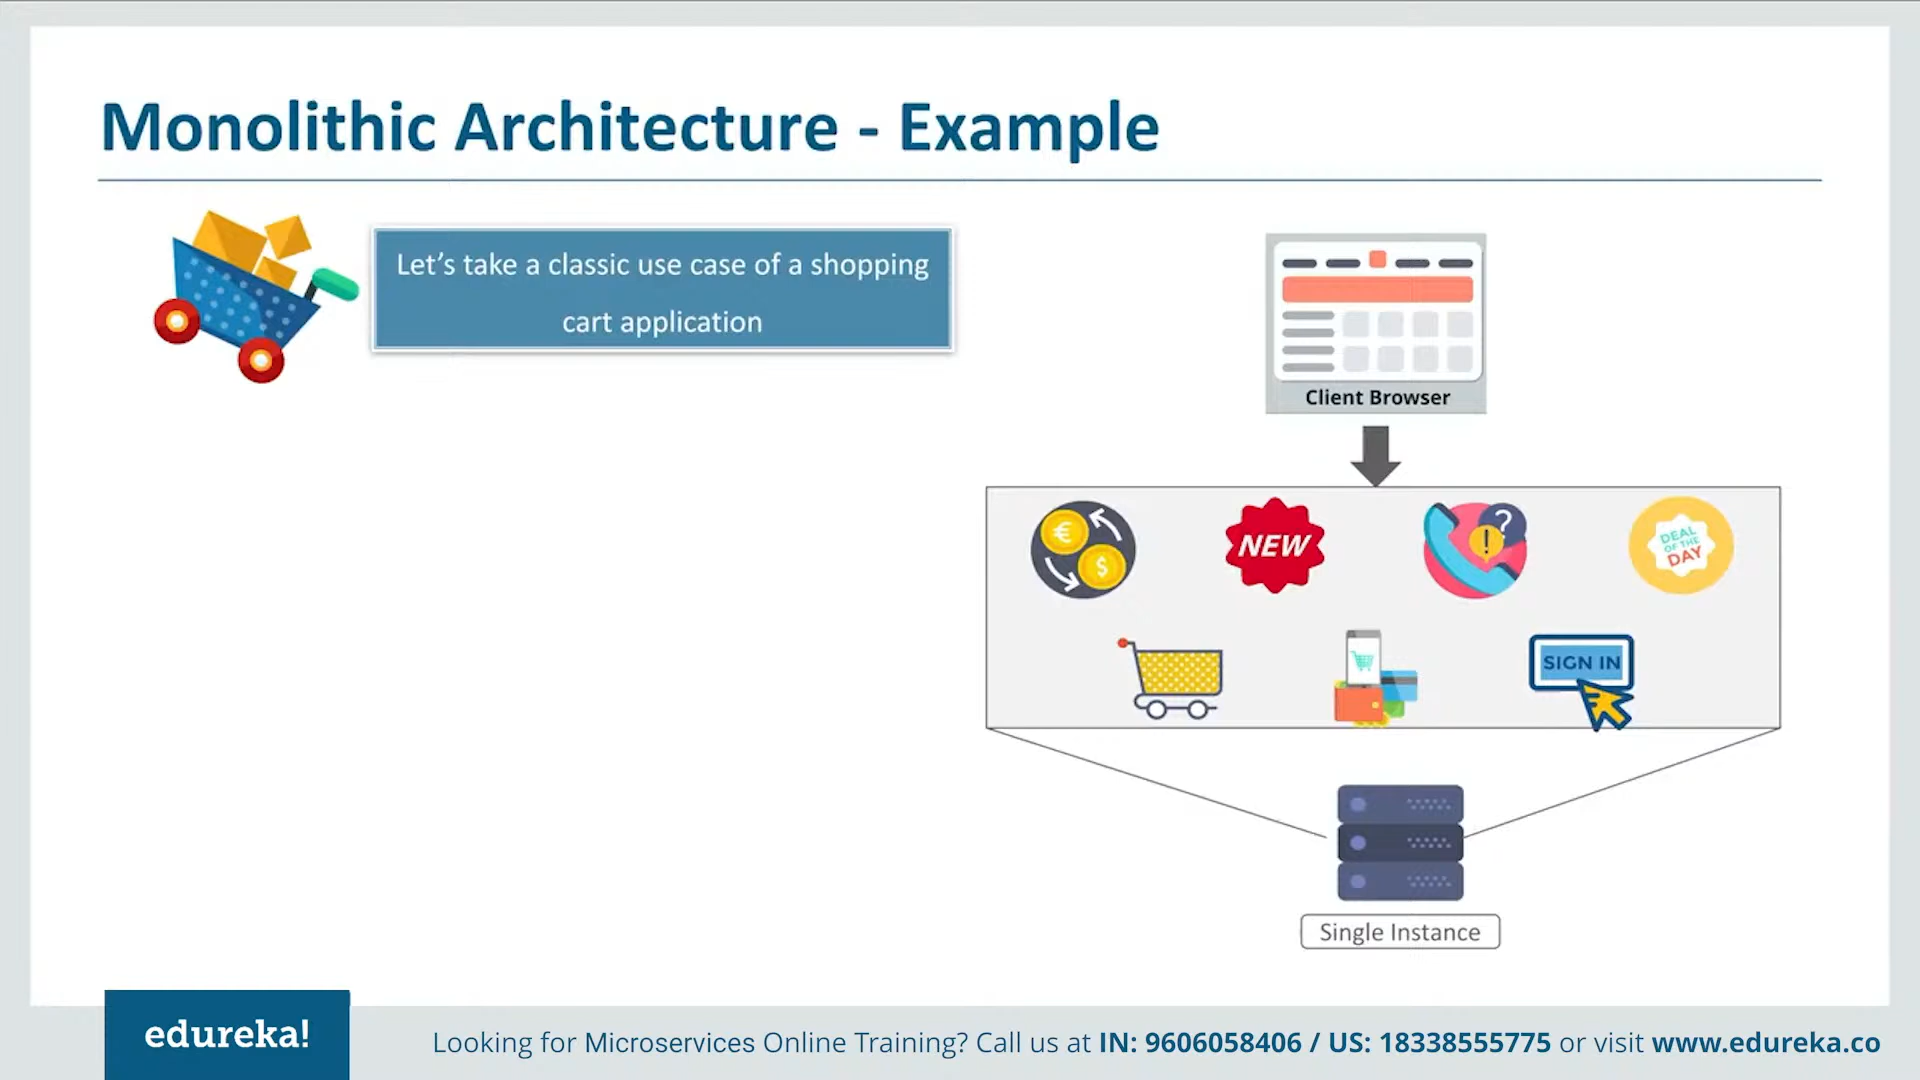 Monolithic Architecture - Example
Let's take a classic use case of a shopping
cart application
Client Browser
€
$
NEW
?
!
DEAL
OF THE
DAY
SIGN IN
Single Instance
edureka!
Looking for Microservices Online Training? Call us at IN: 9606058406 / US: 18338555775 or visit www.edureka.co